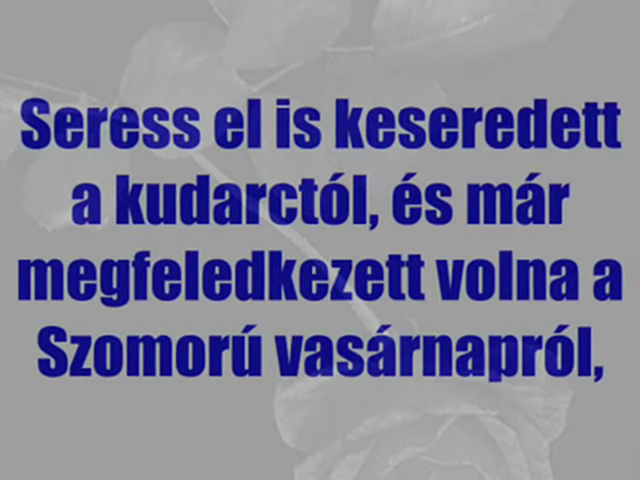 Seress el is keseredett
a kudarctól, és már
megfeledkezett volna a
Szomorú vasárnapról,